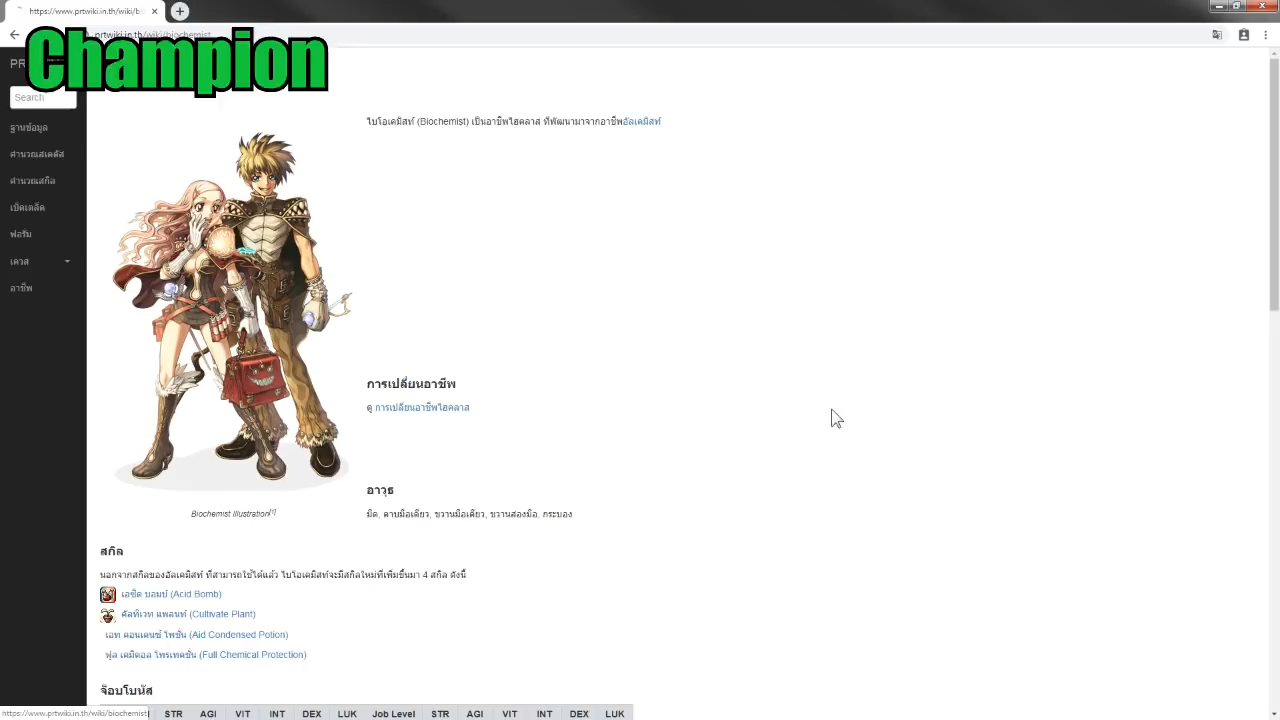 https://www.prtwiki.in.th/wiki/b
prtwiki.in.th/wiki/biochemist
Champion
PR
Search
ฐานข้อมูล
คำนวณสเตตัส
คำนวณสกิล
เบ็ดเตล็ด
ฟอรั่ม
เควส
อาชีพ
ไบโอเคมิสท์ (Biochemist) เป็นอาชีพไฮคลาส ที่พัฒนามาจากอาชีพอัลเคมิสท์
การเปลี่ยนอาชีพ
ดู การเปลี่ยนอาชีพไฮคลาส
อาวุธ
มีด, ดาบมือเดียว, ขวานมือเดียว, ขวานสองมือ, กระบอง
Biochemist Illustration[1]
สกิล
นอกจากสกิลของอัลเคมิสท์ ที่สามารถใช้ได้แล้ว ไบโอเคมิสท์จะมีสกิลใหม่ที่เพิ่มขึ้นมา 4 สกิล ดังนี้
เอซิด บอมบ์ (Acid Bomb)
คัลทิเวท แพลนท์ (Cultivate Plant)
เอท คอนเดนซ์ โพชั่น (Aid Condensed Potion)
ฟูล เคมิคอล โพรเทคชั่น (Full Chemical Protection)
จ๊อบโบนัส
STR AGI VIT INT DEX LUK Job Level STR AGI VIT INT DEX LUK
https://www.prtwiki.in.th/wiki/biochemist